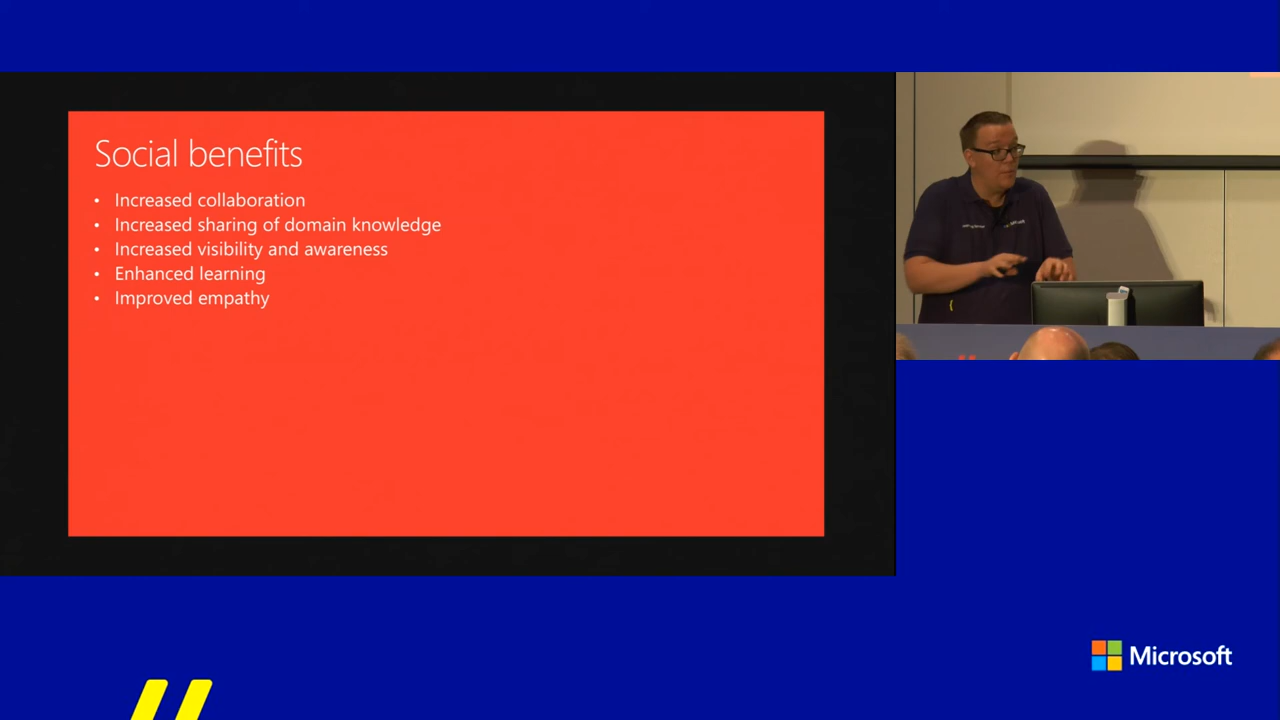 Social benefits
• Increased collaboration
• Increased sharing of domain knowledge
• Increased visibility and awareness
• Enhanced learning
• Improved empathy
Microsoft